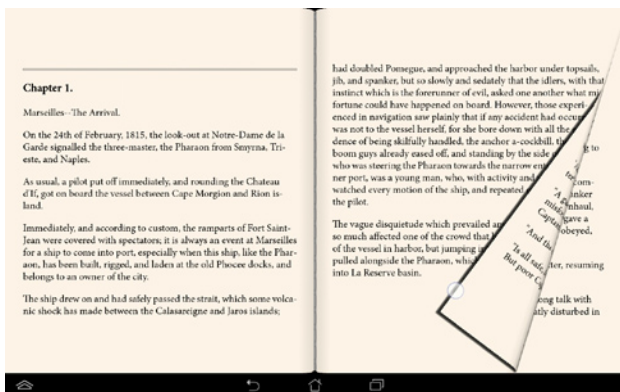 Chapter 1.
Marseilles--The Arrival.
On the 24th of February, 1815, the look-out at Notre-Dame de la
Garde signalled the three-master, the Pharaon from Smyrna, Tri-
este, and Naples.
As usual, a pilot put off immediately, and rounding the Chateau
d'If, got on board the vessel between Cape Morgion and Rion is-
land.
Immediately, and according to custom, the ramparts of Fort Saint-
Jean were covered with spectators; it is always an event at Marseilles
for a ship to come into port, especially when this ship, like the Phar-
aon, has been built, rigged, and laden at the old Phocee docks, and
belongs to an owner of the city.
The ship drew on and had safely passed the strait, which some volca-
nic shock has made between the Calasareigne and Jaros islands;
had doubled Pomegue, and approached the harbor under topsails,
jib, and spanker, but so slowly and sedately that the idlers, with that
instinct which is the forerunner of evil, asked one another what
fortune could have happened on board. However, those experi-
enced in navigation saw plainly that if any accident had
was not to the vessel herself, for she bore down with all the
dence of being skilfully handled, the anchor a-cockbill,
boom guys already eased off, and standing by the side
who was steering the Pharaon towards the narrow
ner port, was a young man, who, with activity and
watched every motion of the ship, and repeated
the pilot.
The vague disquietude which prevailed
so much affected one of the crowd that
of the vessel in harbor, but jumping
pulled alongside the Pharaon,
into La Reserve basin.
to
gave a
obeyed,
resuming
talk with
disturbed in
"And
"Is all
But poor